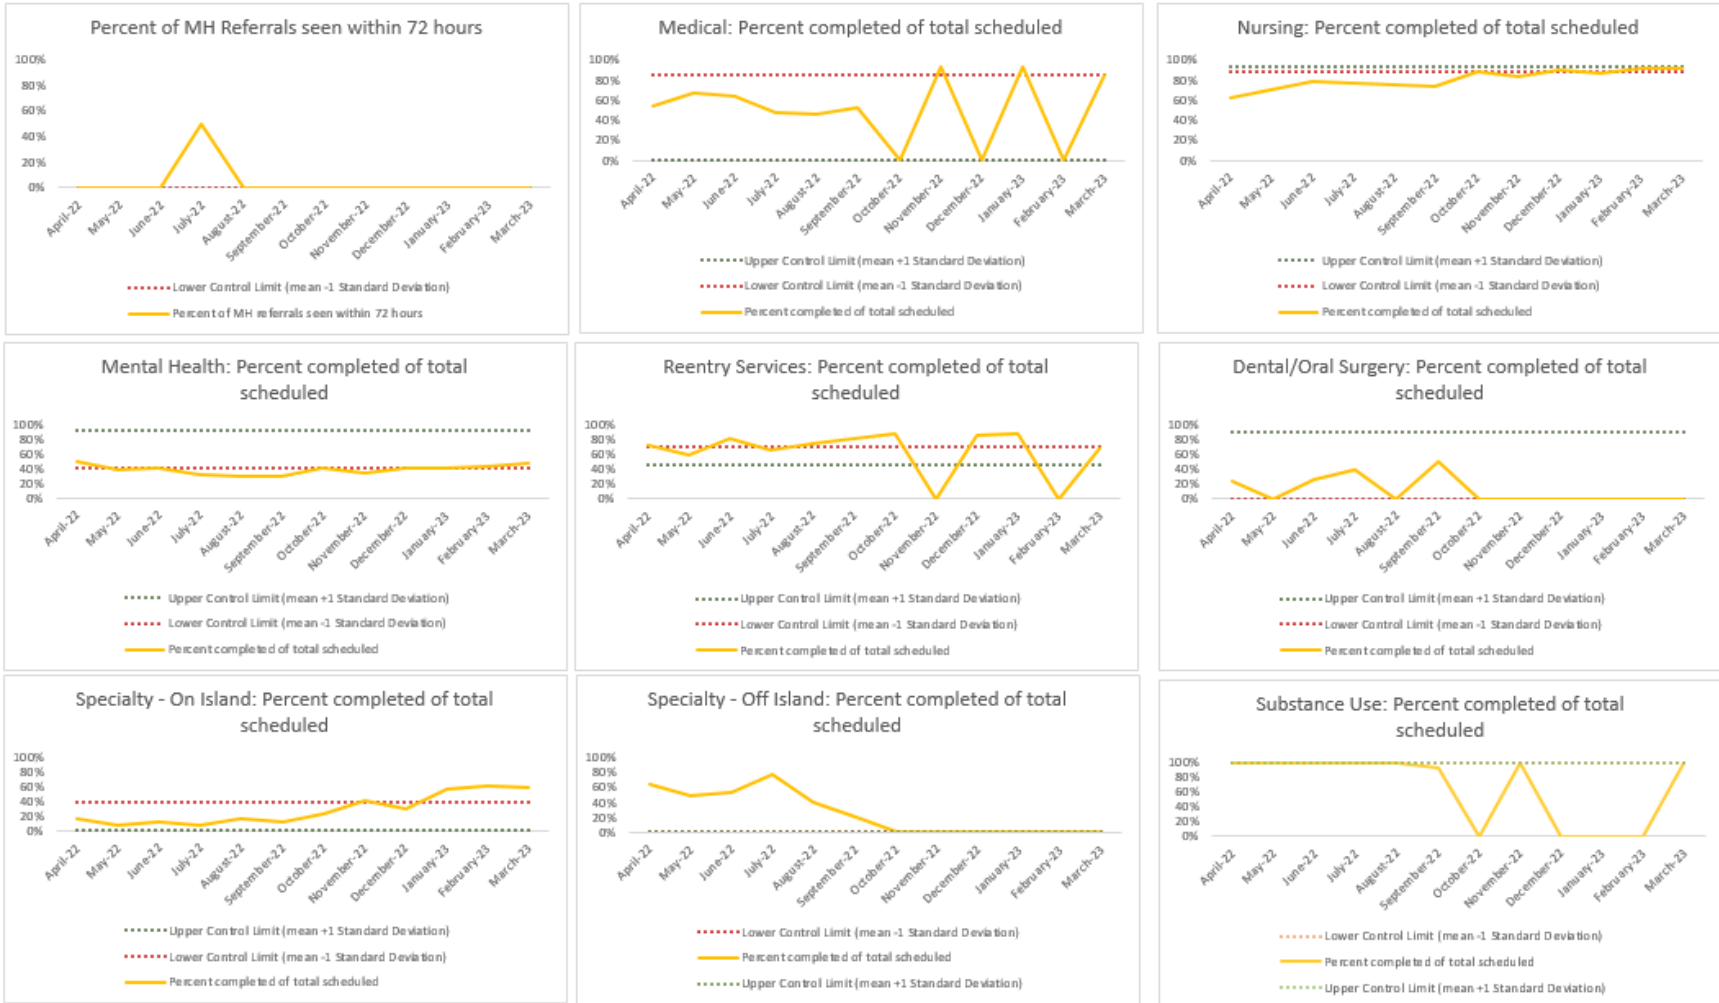 Percent of MH Referrals seen within 72 hours
100%
80%
60%
40%
20%
0%
April-22
May-22
June-22
July-22
August-22
September-22
October-22
November-22
December-22
January-23
February-23
March-23
Lower Control Limit (mean -1 Standard Deviation)
Percent of MH referrals seen within 72 hours
Medical: Percent completed of total scheduled
100%
80%
60%
40%
20%
0%
April-22
May-22
June-22
July-22
August-22
September-22
October-22
November-22
December-22
January-23
February-23
March-23
Upper Control Limit (mean +1 Standard Deviation)
Lower Control Limit (mean -1 Standard Deviation)
Percent completed of total scheduled
Nursing: Percent completed of total scheduled
100%
80%
60%
40%
20%
0%
April-22
May-22
June-22
July-22
August-22
September-22
October-22
November-22
December-22
January-23
February-23
March-23
Upper Control Limit (mean +1 Standard Deviation)
Lower Control Limit (mean -1 Standard Deviation)
Percent completed of total scheduled
Mental Health: Percent completed of total
scheduled
100%
80%
60%
40%
20%
0%
April-22
May-22
June-22
July-22
August-22
September-22
October-22
November-22
December-22
January-23
February-23
March-23
Upper Control Limit (mean +1 Standard Deviation)
Lower Control Limit (mean -1 Standard Deviation)
Percent completed of total scheduled
Reentry Services: Percent completed of total
scheduled
100%
80%
60%
40%
20%
0%
April-22
May-22
June-22
July-22
August-22
September-22
October-22
November-22
December-22
January-23
February-23
March-23
Upper Control Limit (mean +1 Standard Deviation)
Lower Control Limit (mean -1 Standard Deviation)
Percent completed of total scheduled
Dental/Oral Surgery: Percent completed of total
scheduled
100%
80%
60%
40%
20%
0%
April-22
May-22
June-22
July-22
August-22
September-22
October-22
November-22
December-22
January-23
February-23
March-23
Upper Control Limit (mean +1 Standard Deviation)
Lower Control Limit (mean -1 Standard Deviation)
Percent completed of total scheduled
Specialty - On Island: Percent completed of total
scheduled
100%
80%
60%
40%
20%
0%
April-22
May-22
June-22
July-22
August-22
September-22
October-22
November-22
December-22
January-23
February-23
March-23
Upper Control Limit (mean +1 Standard Deviation)
Lower Control Limit (mean -1 Standard Deviation)
Percent completed of total scheduled
Specialty - Off Island: Percent completed of total
scheduled
100%
80%
60%
40%
20%
0%
April-22
May-22
June-22
July-22
August-22
September-22
October-22
November-22
December-22
January-23
February-23
March-23
Lower Control Limit (mean -1 Standard Deviation)
Percent completed of total scheduled
Upper Control Limit (mean +1 Standard Deviation)
Substance Use: Percent completed of total
scheduled
100%
80%
60%
40%
20%
0%
April-22
May-22
June-22
July-22
August-22
September-22
October-22
November-22
December-22
January-23
February-23
March-23
Lower Control Limit (mean -1 Standard Deviation)
Percent completed of total scheduled
Upper Control Limit (mean +1 Standard Deviation)